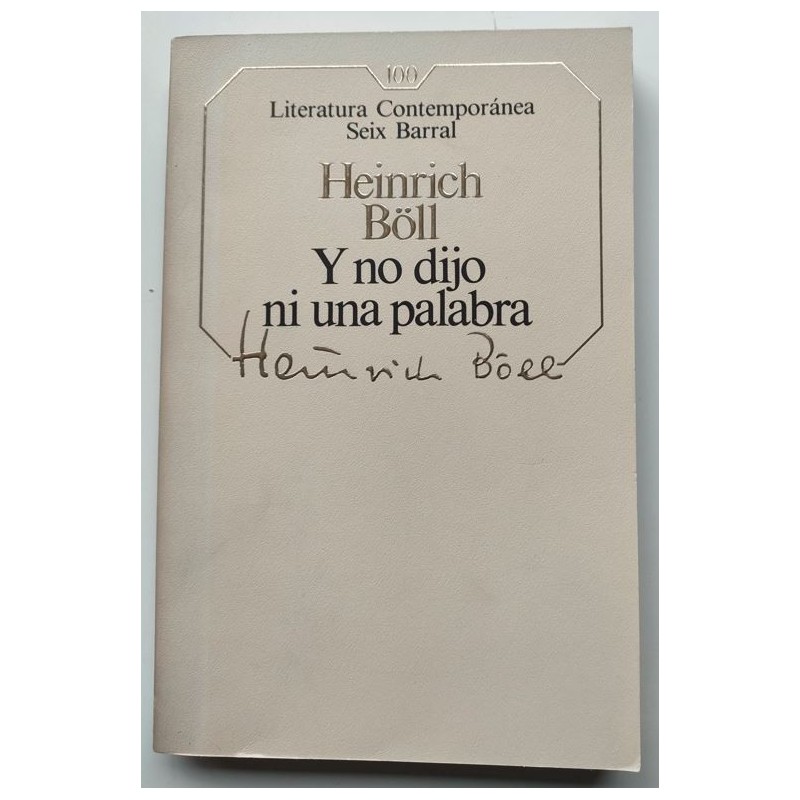 100
Literatura Contemporánea
Seix Barral
Heinrich
Böll
Y no dijo
ni una palabra
Heinrich Böll